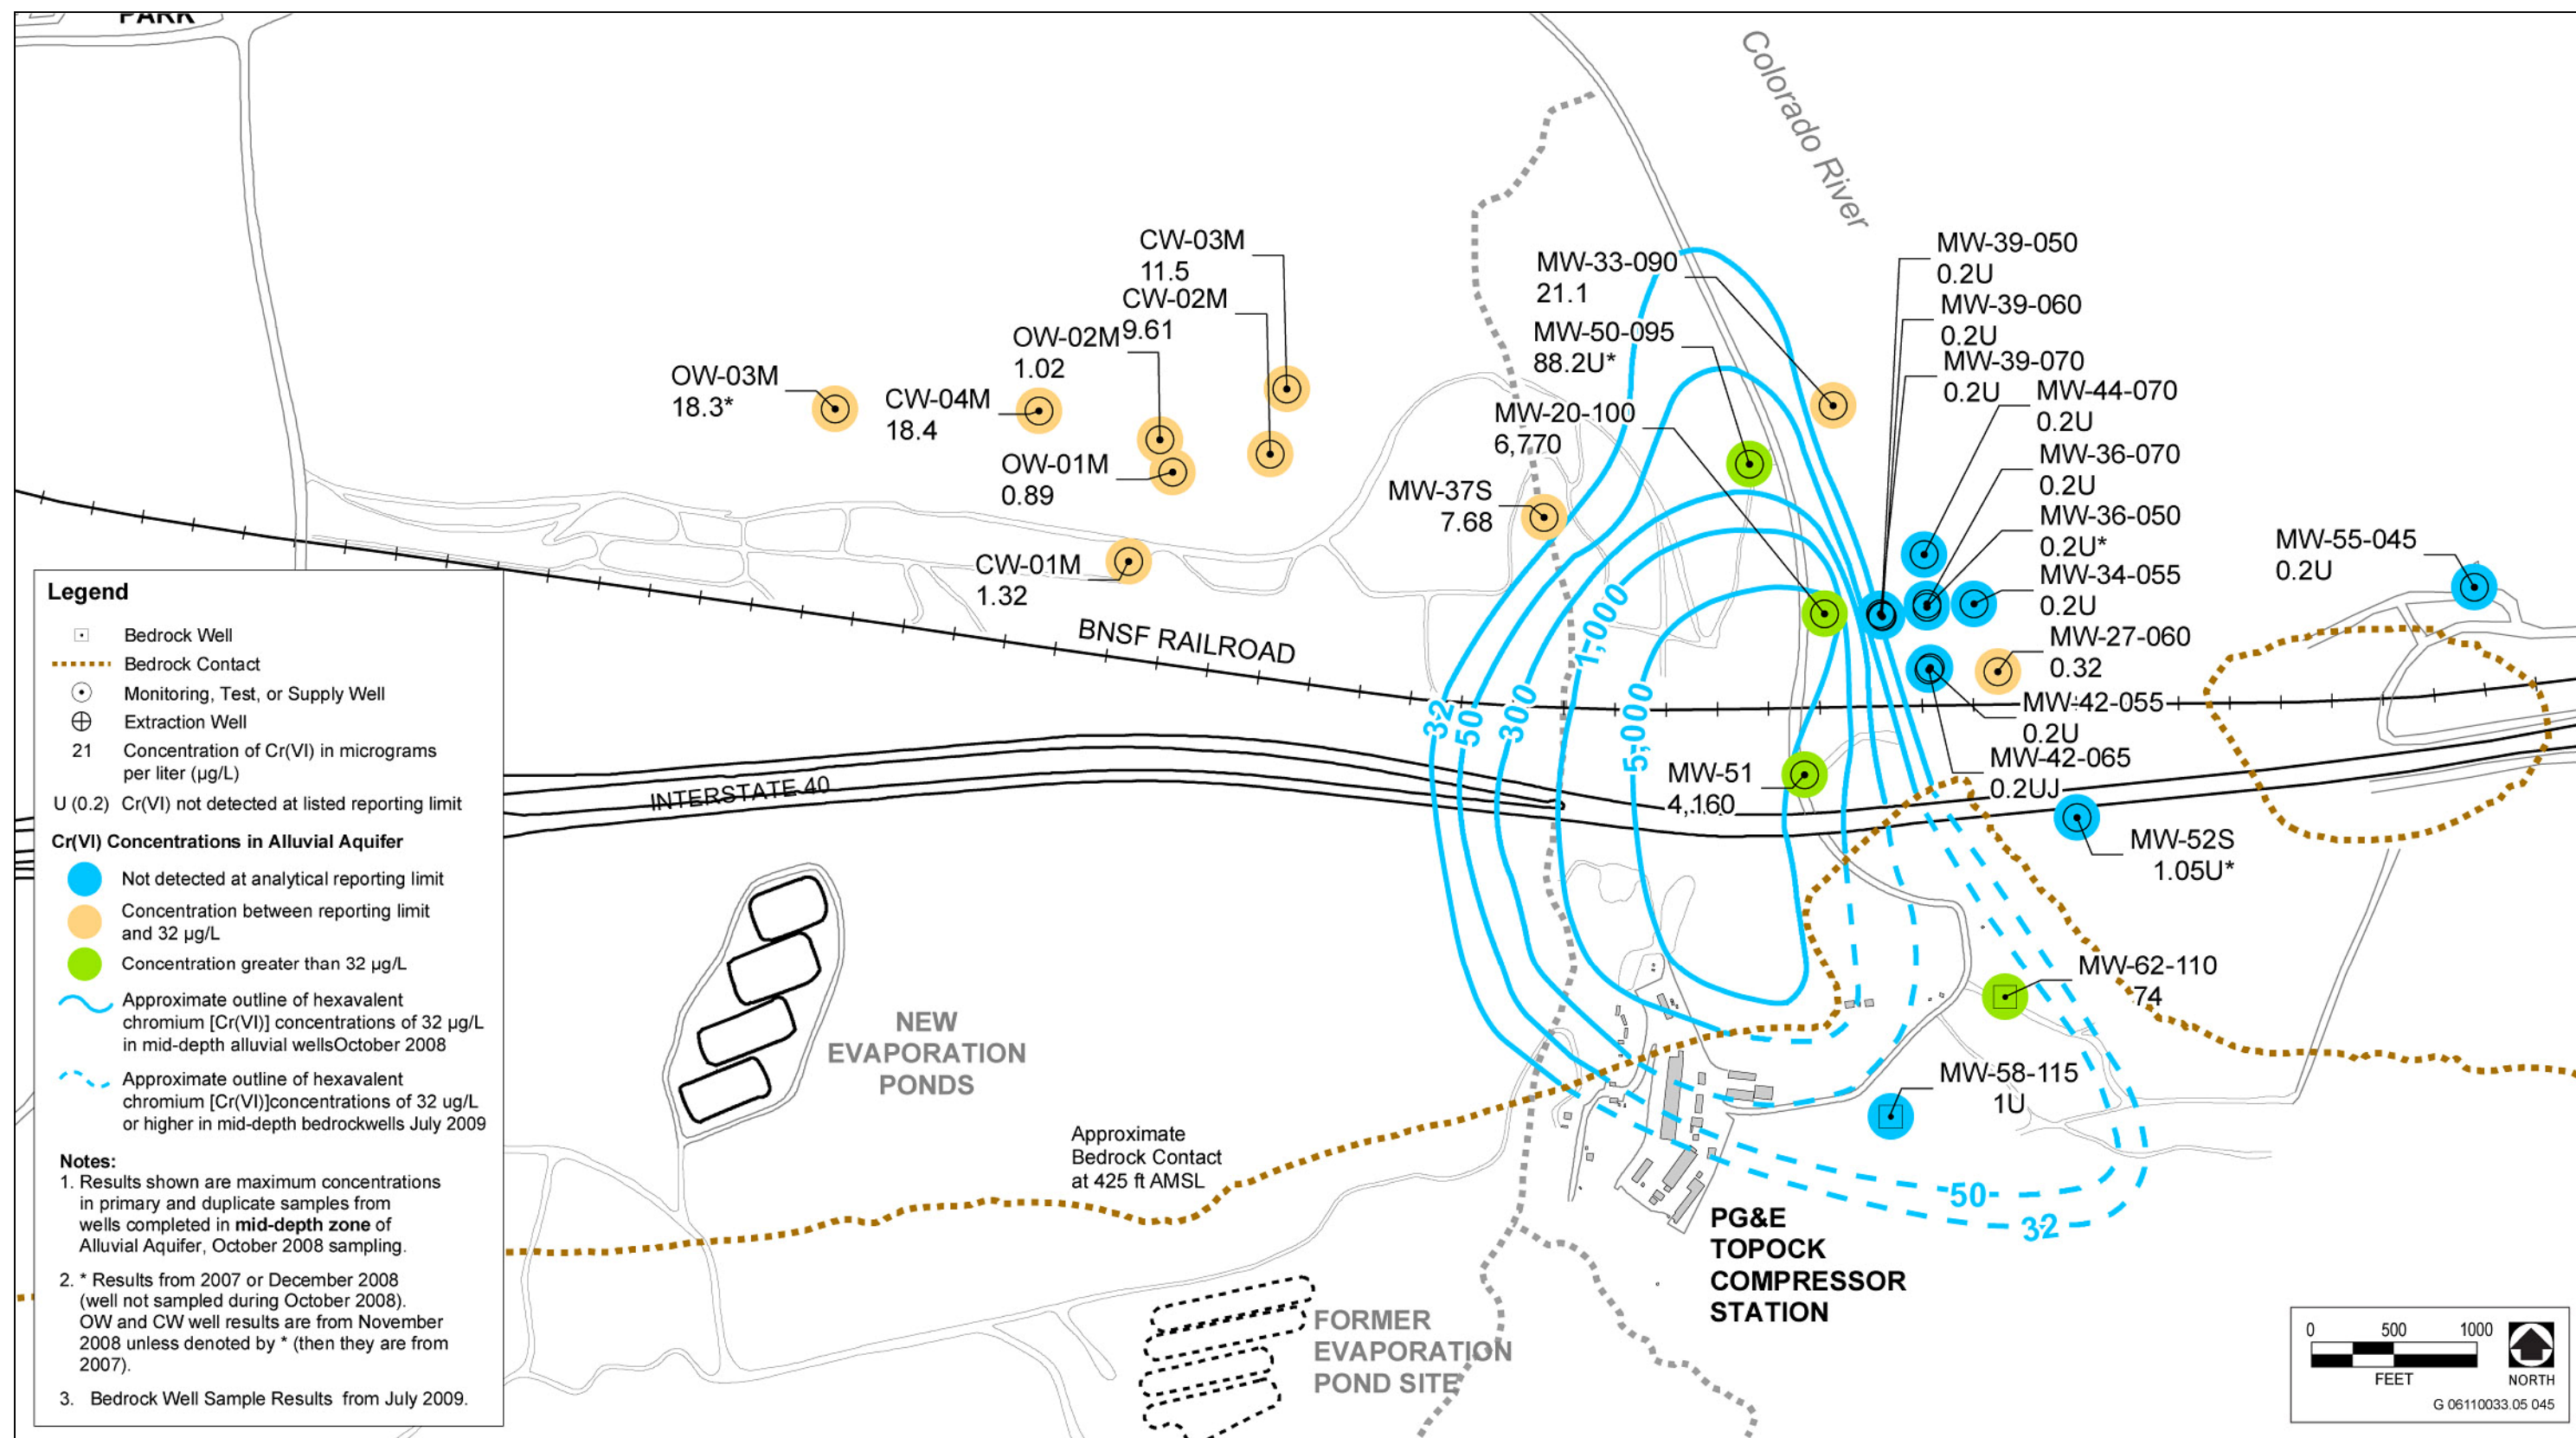 PARK
Colorado River
CW-03M
11.5
CW-02M
9.61
OW-02M
1.02
OW-03M
18.3*
CW-04M
18.4
OW-01M
0.89
CW-01M
1.32
MW-33-090
21.1
MW-50-095
88.2U*
MW-20-100
6,770
MW-37S
7.68
MW-39-050
0.2U
MW-39-060
0.2U
MW-39-070
0.2U
MW-44-070
0.2U
MW-36-070
0.2U
MW-36-050
0.2U*
MW-34-055
0.2U
MW-27-060
0.32
MW-42-055
0.2U
MW-42-065
0.2UJ
MW-55-045
0.2U
MW-52S
1.05U*
MW-51
4,160
MW-62-110
74
MW-58-115
1U
32
50
300
1,000
5,000
50
32
BNSF RAILROAD
INTERSTATE 40
NEW
EVAPORATION
PONDS
Approximate
Bedrock Contact
at 425 ft AMSL
FORMER
EVAPORATION
POND SITE
PG&E
TOPOCK
COMPRESSOR
STATION
Legend
Bedrock Well
Bedrock Contact
Monitoring, Test, or Supply Well
Extraction Well
21 Concentration of Cr(VI) in micrograms
per liter (µg/L)
U (0.2) Cr(VI) not detected at listed reporting limit
Cr(VI) Concentrations in Alluvial Aquifer
Not detected at analytical reporting limit
Concentration between reporting limit
and 32 µg/L
Concentration greater than 32 µg/L
Approximate outline of hexavalent
chromium [Cr(VI)] concentrations of 32 µg/L
in mid-depth alluvial wellsOctober 2008
Approximate outline of hexavalent
chromium [Cr(VI)]concentrations of 32 ug/L
or higher in mid-depth bedrockwells July 2009
Notes:
1. Results shown are maximum concentrations
in primary and duplicate samples from
wells completed in mid-depth zone of
Alluvial Aquifer, October 2008 sampling.
2. * Results from 2007 or December 2008
(well not sampled during October 2008).
OW and CW well results are from November
2008 unless denoted by * (then they are from
2007).
3. Bedrock Well Sample Results from July 2009.
0 500 1000
FEET
NORTH
G 06110033.05 045